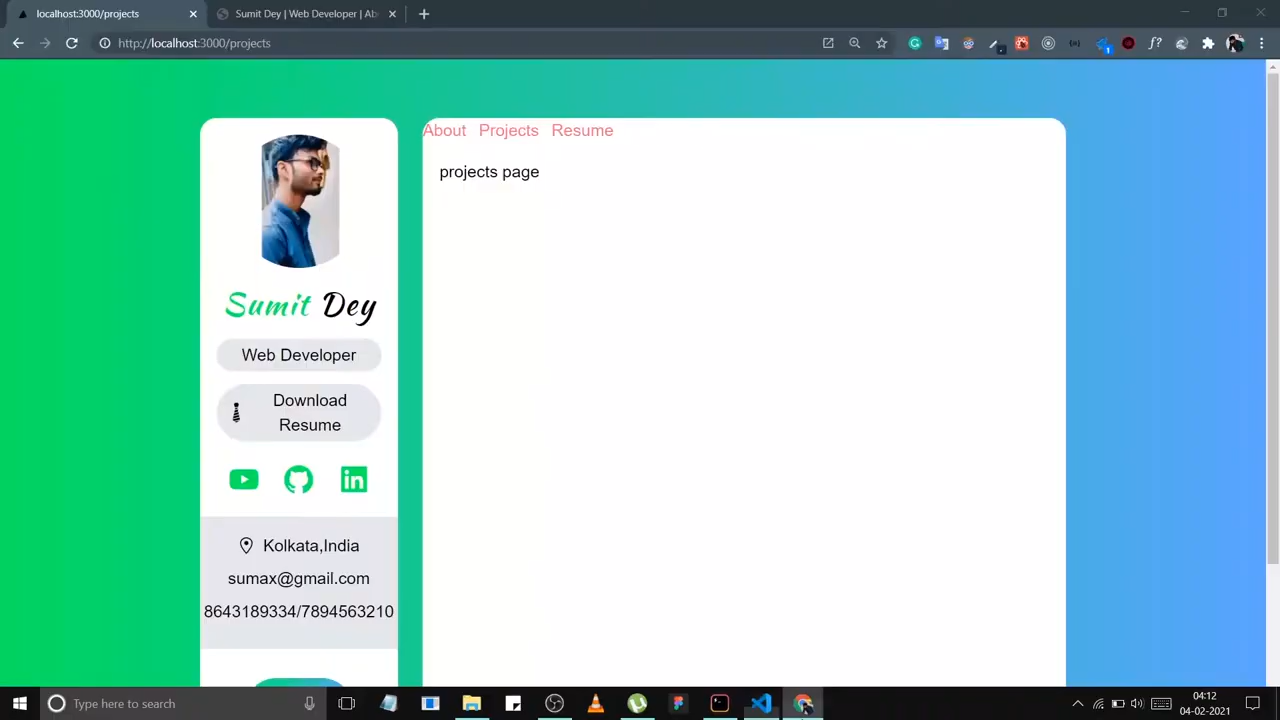 localhost:3000/projects
Sumit Dey | Web Developer | Ab
http://localhost:3000/projects
About Projects Resume
projects page
Sumit Dey
Web Developer
Download
Resume
Kolkata,India
sumax@gmail.com
8643189334/7894563210
Type here to search
04:12
04-02-2021